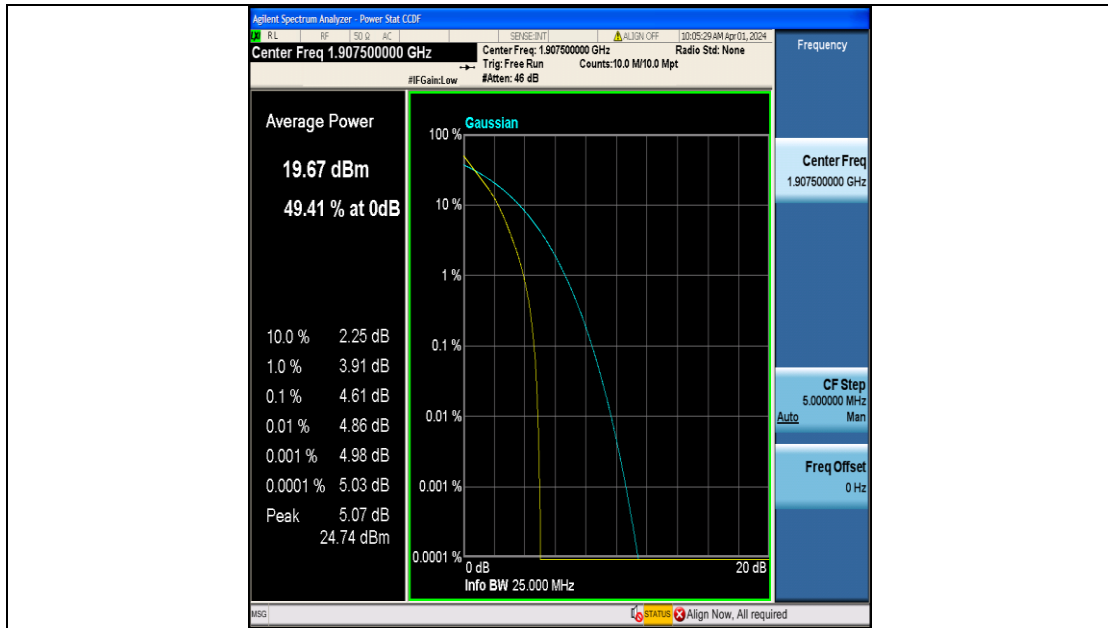 Agilent Spectrum Analyzer - Power Stat CCDF
RL RF 50 Ω AC SENSE:INT ALIGN OFF 10:05:29 AM Apr 01, 2024
Center Freq 1.907500000 GHz
Center Freq: 1.907500000 GHz Radio Std: None
Trig: Free Run Counts:10.0 M/10.0 Mpt
#IFGain:Low #Atten: 46 dB
Frequency
Average Power
19.67 dBm
49.41 % at 0dB
10.0 % 2.25 dB
1.0 % 3.91 dB
0.1 % 4.61 dB
0.01 % 4.86 dB
0.001 % 4.98 dB
0.0001 % 5.03 dB
Peak 5.07 dB
24.74 dBm
Gaussian
100 %
10 %
1 %
0.1 %
0.01 %
0.001 %
0.0001 %
0 dB 20 dB
Info BW 25.000 MHz
Center Freq
1.907500000 GHz
CF Step
5.000000 MHz
Auto Man
Freq Offset
0 Hz
MSG STATUS Align Now, All required